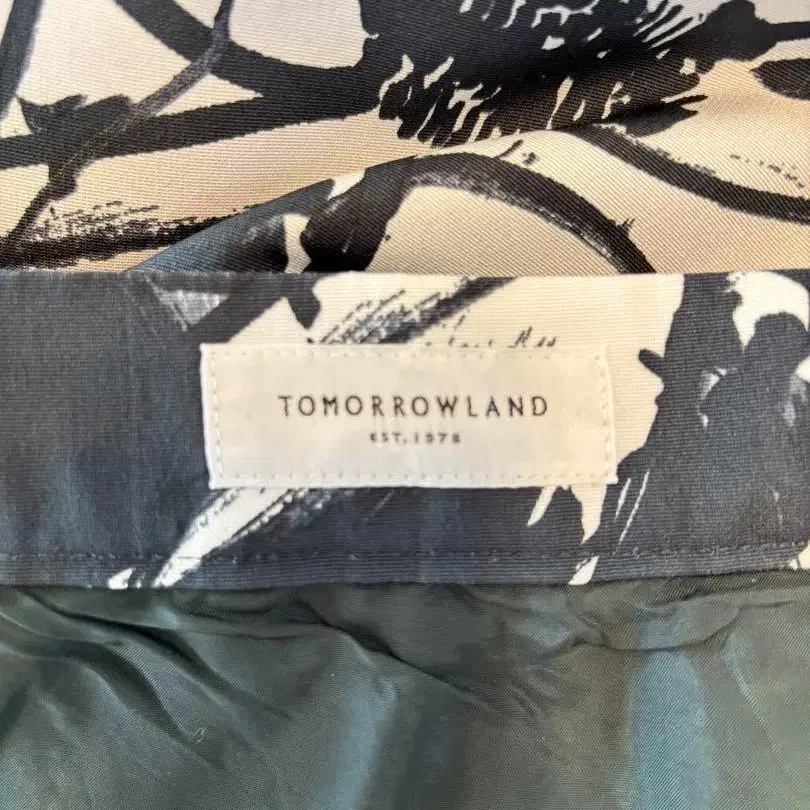 TOMORROWLAND
EST. 1978